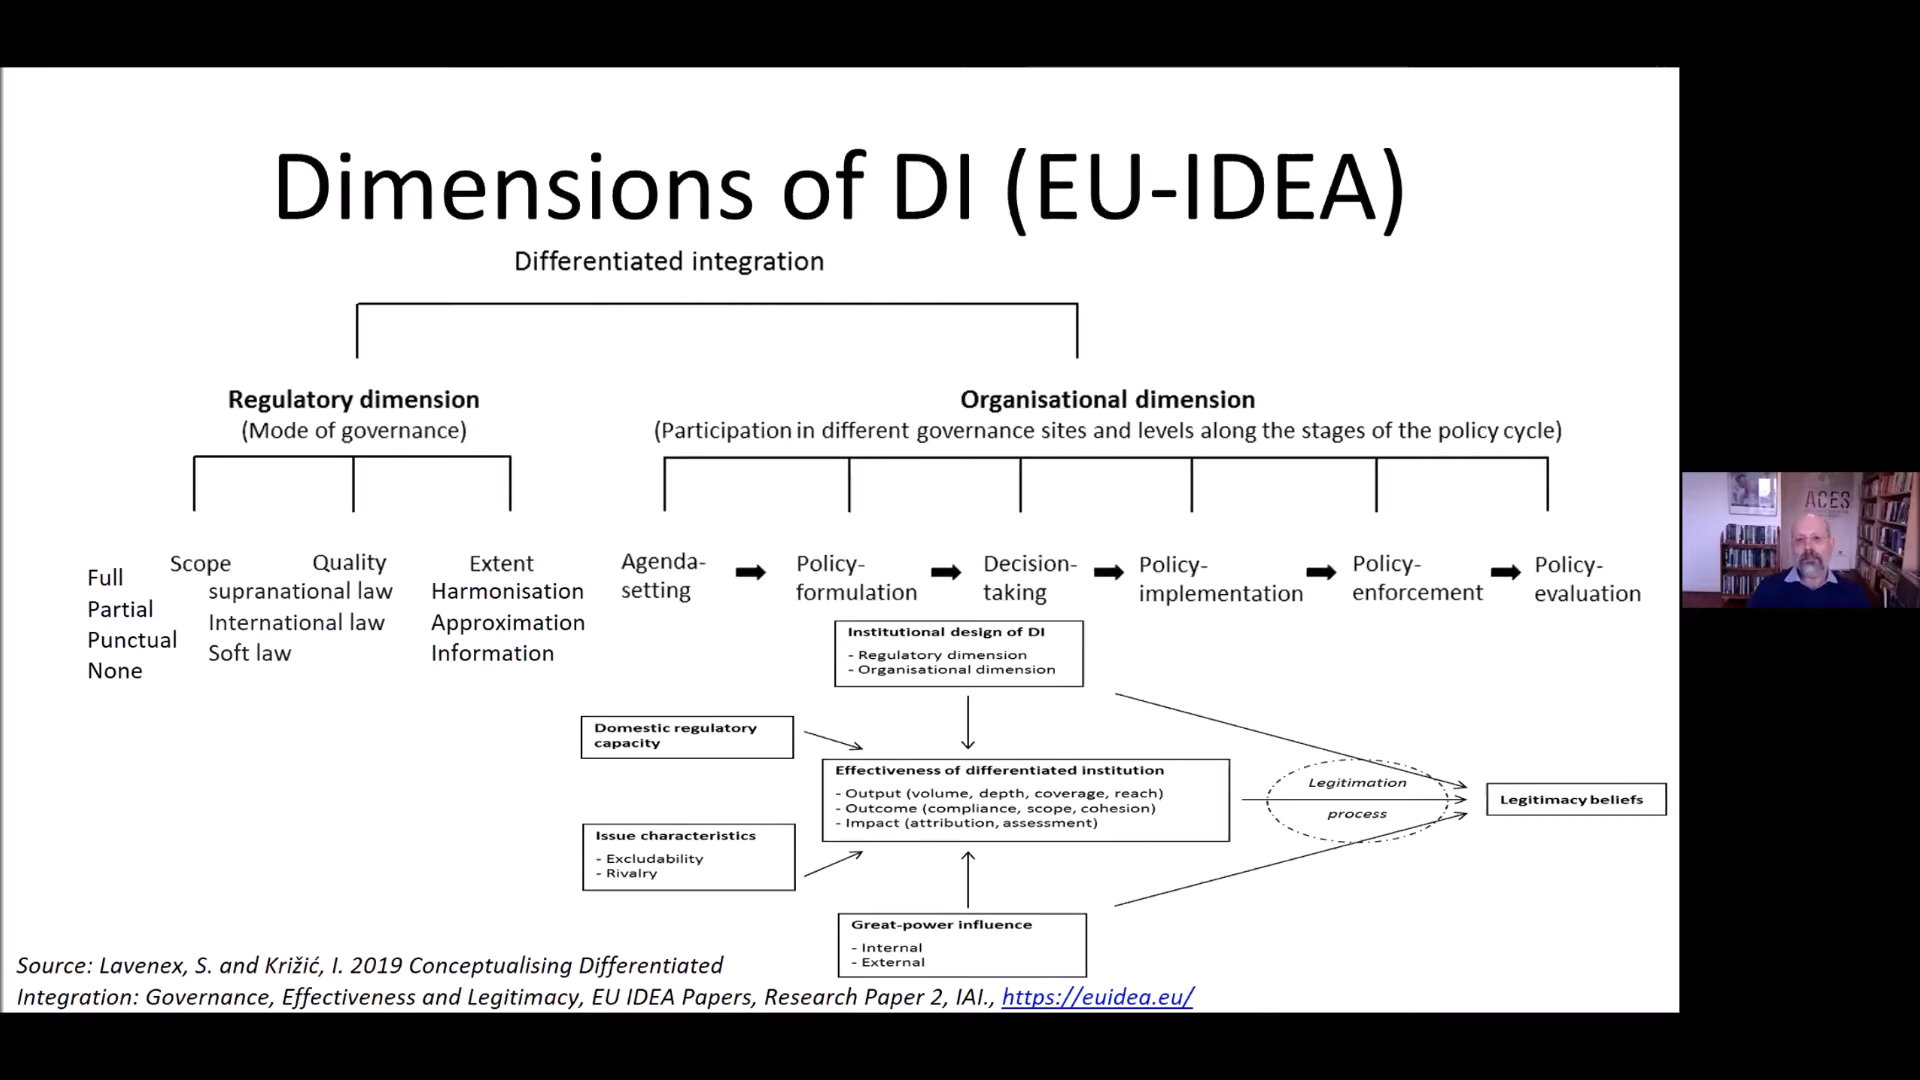 Dimensions of DI (EU-IDEA)
Differentiated integration
Regulatory dimension
(Mode of governance)
Organisational dimension
(Participation in different governance sites and levels along the stages of the policy cycle)
Scope
Full
Partial
Punctual
None
Quality
supranational law
International law
Soft law
Extent
Harmonisation
Approximation
Information
Agenda-
setting
Policy-
formulation
Decision-
taking
Policy-
implementation
Policy-
enforcement
Policy-
evaluation
Institutional design of DI
- Regulatory dimension
- Organisational dimension
Domestic regulatory
capacity
Effectiveness of differentiated institution
- Output (volume, depth, coverage, reach)
- Outcome (compliance, scope, cohesion)
- Impact (attribution, assessment)
Legitimation
process
Legitimacy beliefs
Issue characteristics
- Excludability
- Rivalry
Great-power influence
- Internal
- External
Source: Lavenex, S. and Križić, I. 2019 Conceptualising Differentiated
Integration: Governance, Effectiveness and Legitimacy, EU IDEA Papers, Research Paper 2, IAI., https://euidea.eu/
ACES